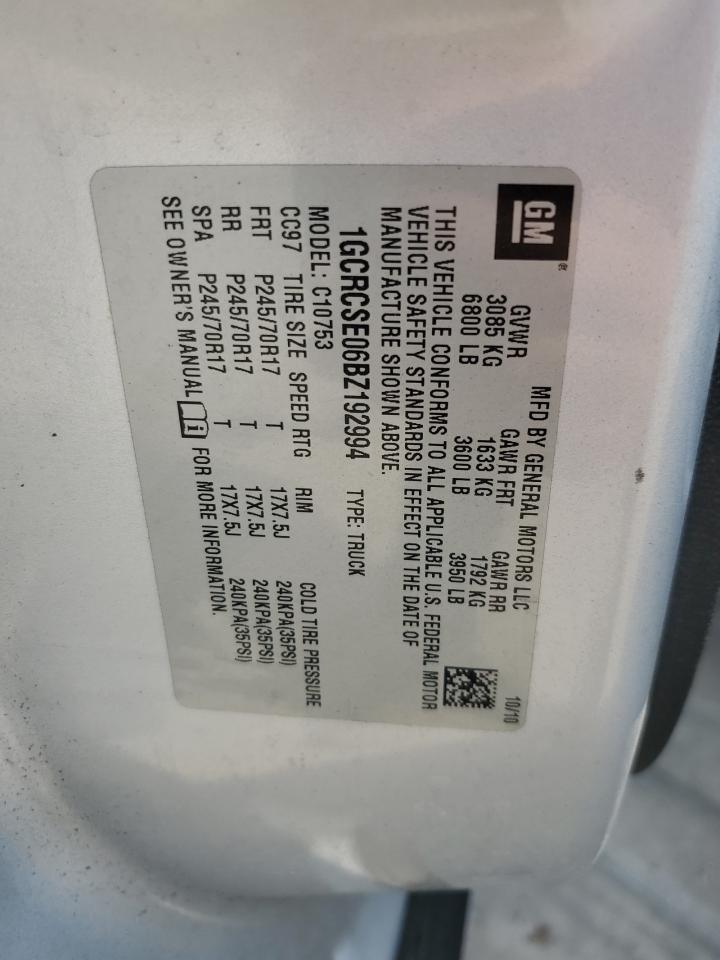 GM®
MFD BY GENERAL MOTORS LLC 10/10
GVWR GAWR FRT GAWR RR
3085 KG 1633 KG 1792 KG
6800 LB 3600 LB 3950 LB
THIS VEHICLE CONFORMS TO ALL APPLICABLE U.S. FEDERAL MOTOR
VEHICLE SAFETY STANDARDS IN EFFECT ON THE DATE OF
MANUFACTURE SHOWN ABOVE.
1GCRCSE06BZ192994 TYPE: TRUCK
MODEL: C10753
CC97 TIRE SIZE SPEED RTG RIM COLD TIRE PRESSURE
FRT P245/70R17 T 17X7.5J 240KPA(35PSI)
RR P245/70R17 T 17X7.5J 240KPA(35PSI)
SPA P245/70R17 T 17X7.5J 240KPA(35PSI)
SEE OWNER'S MANUAL FOR MORE INFORMATION.